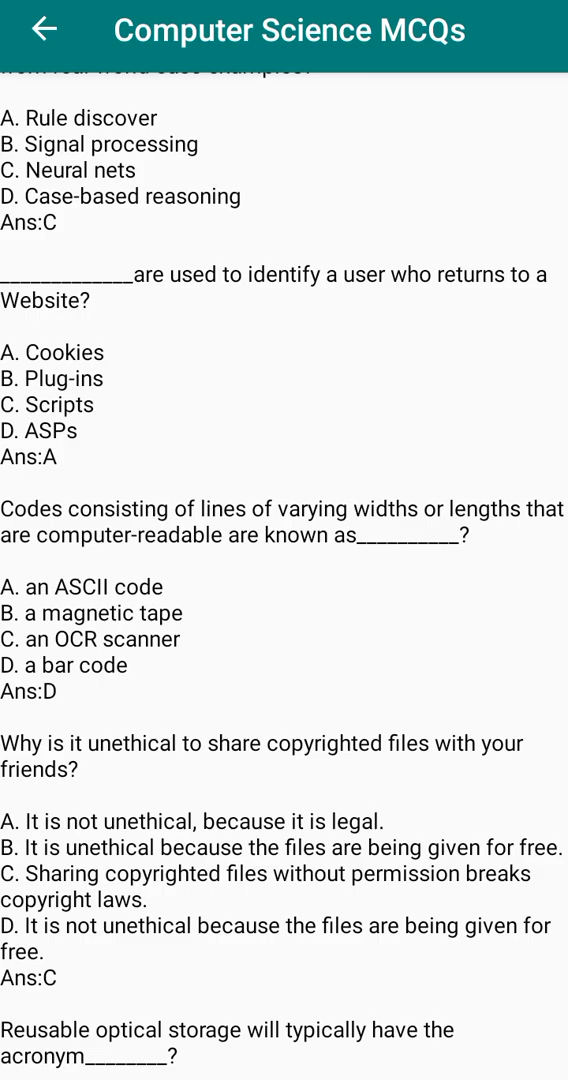 Computer Science MCQs
A. Rule discover
B. Signal processing
C. Neural nets
D. Case-based reasoning
Ans:C
_____________are used to identify a user who returns to a
Website?
A. Cookies
B. Plug-ins
C. Scripts
D. ASPs
Ans:A
Codes consisting of lines of varying widths or lengths that
are computer-readable are known as__________?
A. an ASCII code
B. a magnetic tape
C. an OCR scanner
D. a bar code
Ans:D
Why is it unethical to share copyrighted files with your
friends?
A. It is not unethical, because it is legal.
B. It is unethical because the files are being given for free.
C. Sharing copyrighted files without permission breaks
copyright laws.
D. It is not unethical because the files are being given for
free.
Ans:C
Reusable optical storage will typically have the
acronym________?